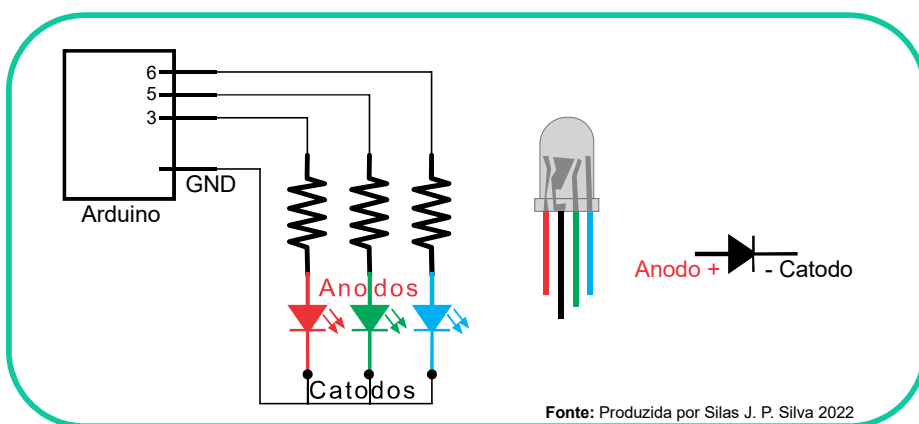 6
5
3
GND
Arduino
Anodos
Catodos
Anodo + - Catodo
Fonte: Produzida por Silas J. P. Silva 2022